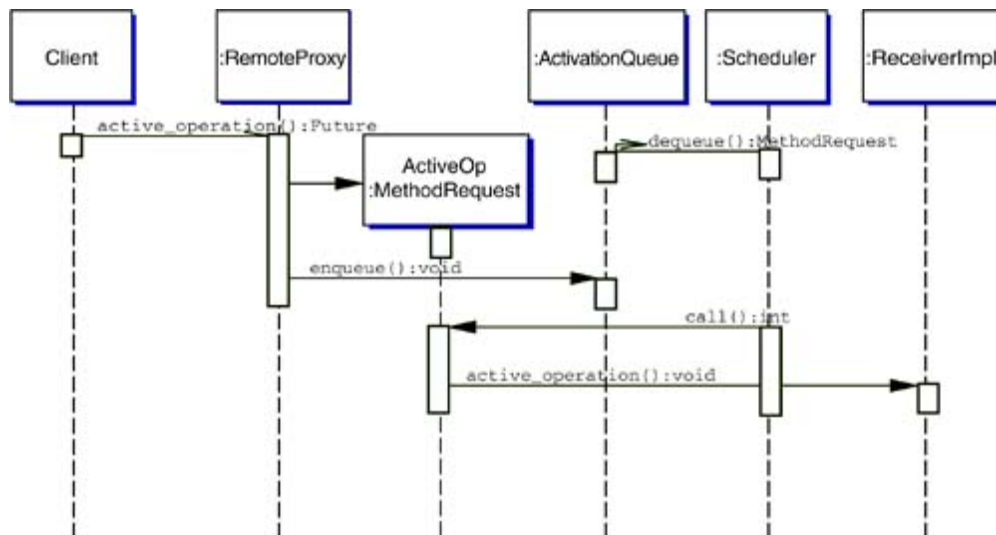 Client
:RemoteProxy
:ActivationQueue
:Scheduler
:ReceiverImpl
active_operation():Future
dequeue():MethodRequest
ActiveOp
:MethodRequest
enqueue():void
call():int
active_operation():void